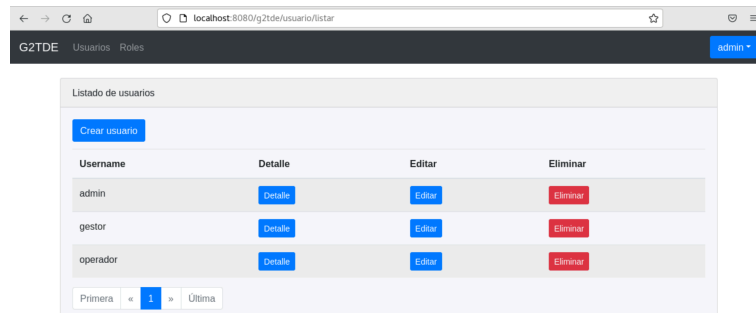 localhost:8080/g2tde/usuario/listar
G2TDE Usuarios Roles admin
Listado de usuarios
Crear usuario
Username Detalle Editar Eliminar
admin Detalle Editar Eliminar
gestor Detalle Editar Eliminar
operador Detalle Editar Eliminar
Primera « 1 » Última